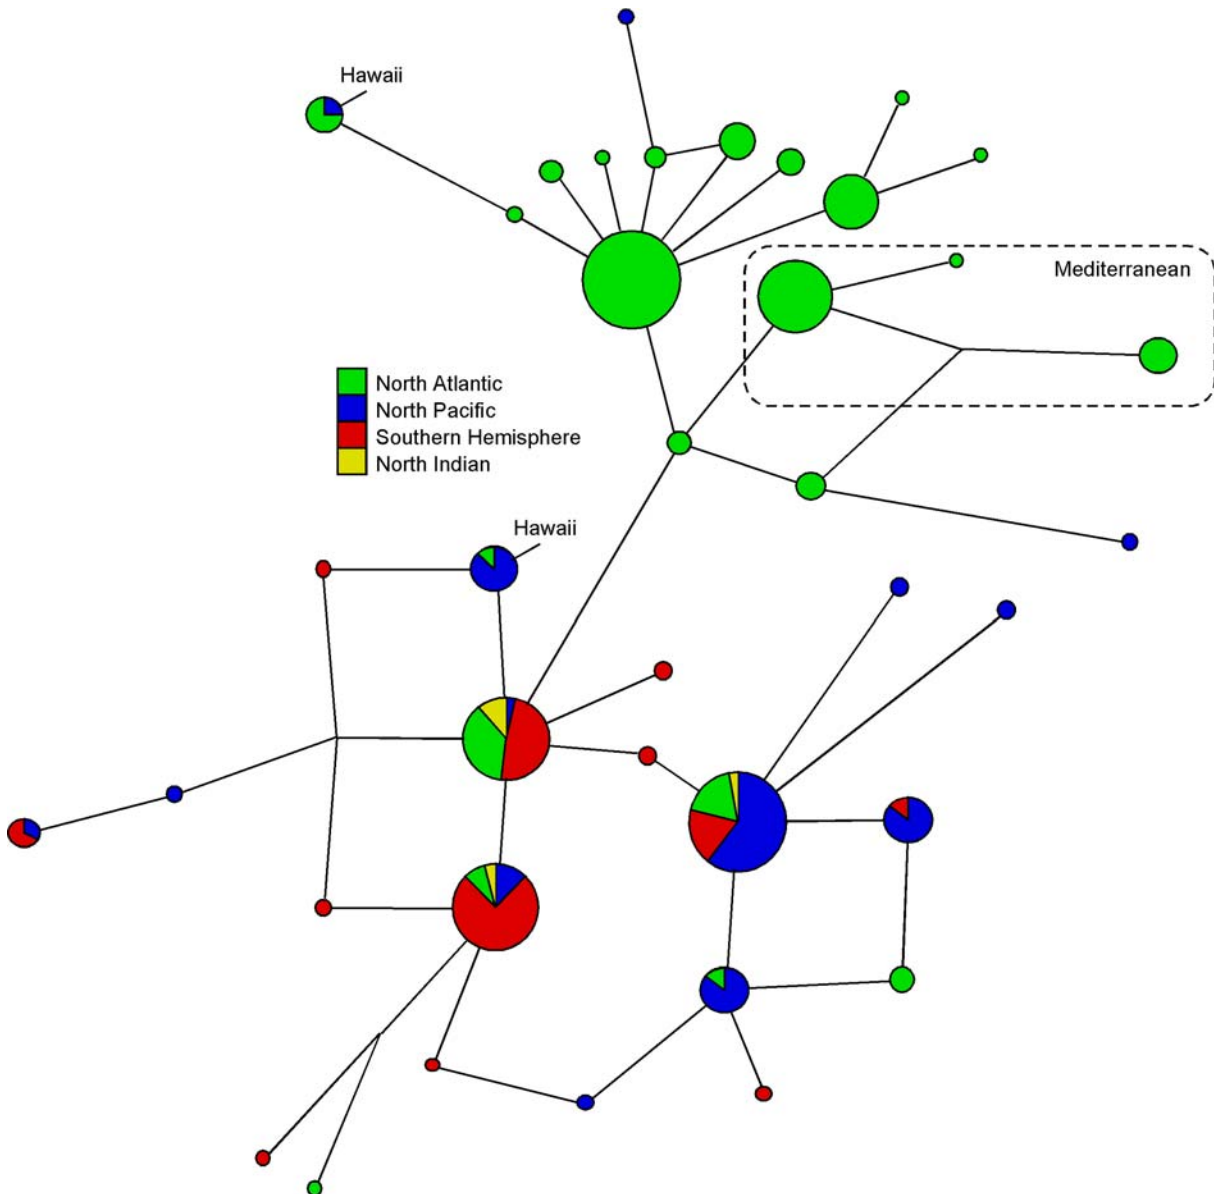 Hawaii
Mediterranean
North Atlantic
North Pacific
Southern Hemisphere
North Indian
Hawaii